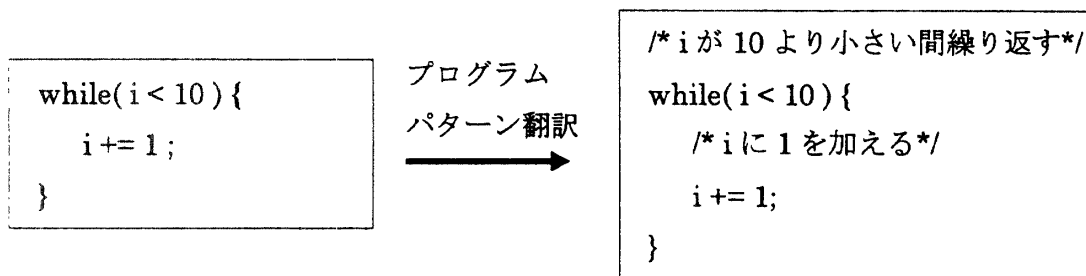 while( i < 10 ) {
i += 1 ;
}
プログラム
パターン翻訳
/* i が 10 より小さい間繰り返す*/
while( i < 10 ) {
/* i に 1 を加える*/
i += 1;
}